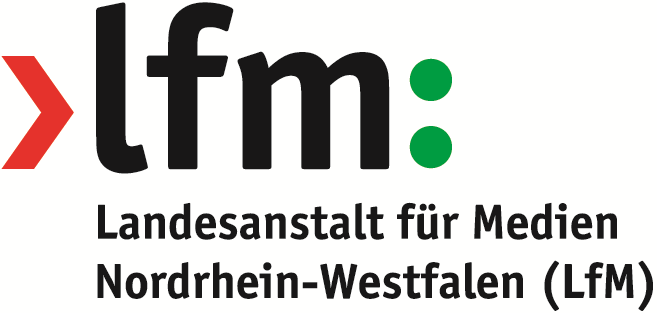 lfm:
Landesanstalt für Medien
Nordrhein-Westfalen (LfM)